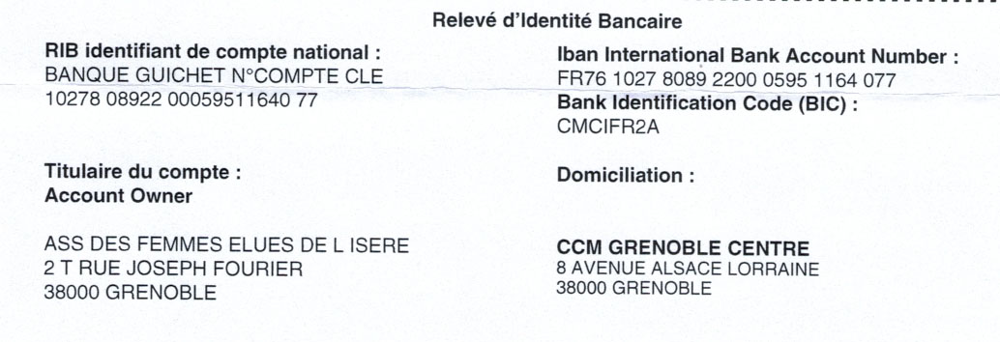 Relevé d'Identité Bancaire
RIB identifiant de compte national :
BANQUE GUICHET N°COMPTE CLE
10278 08922 00059511640 77
Iban International Bank Account Number :
FR76 1027 8089 2200 0595 1164 077
Bank Identification Code (BIC) :
CMCIFR2A
Titulaire du compte :
Account Owner
ASS DES FEMMES ELUES DE L ISERE
2 T RUE JOSEPH FOURIER
38000 GRENOBLE
Domiciliation :
CCM GRENOBLE CENTRE
8 AVENUE ALSACE LORRAINE
38000 GRENOBLE